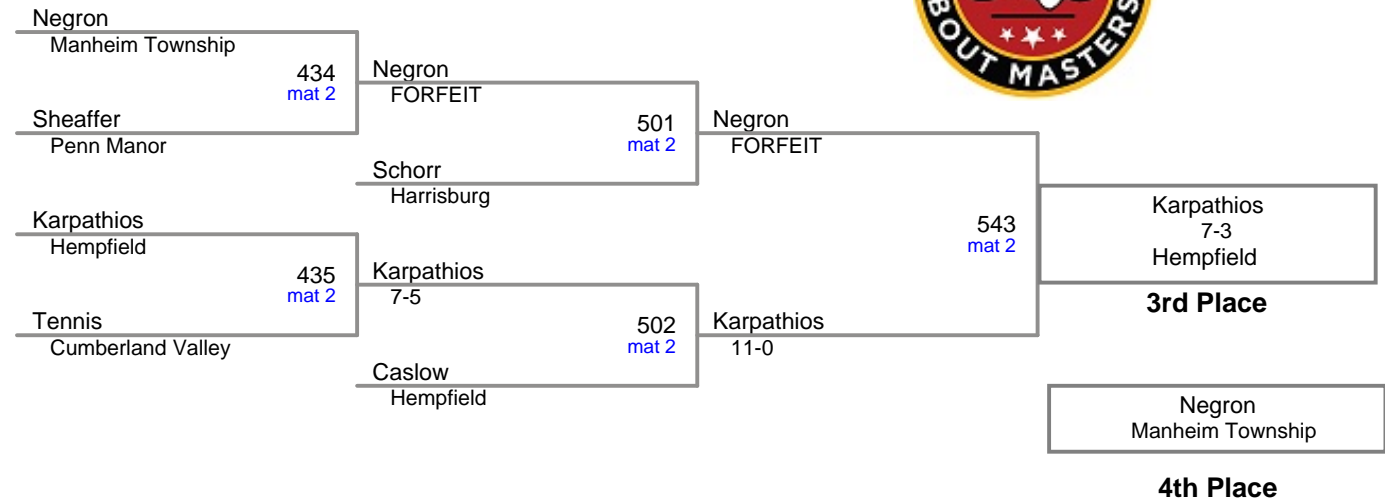 BOUT MASTERS
Negron
Manheim Township
434
mat 2
Sheaffer
Penn Manor
Negron
FORFEIT
501
mat 2
Schorr
Harrisburg
Negron
FORFEIT
Karpathios
Hempfield
435
mat 2
Tennis
Cumberland Valley
Karpathios
7-5
502
mat 2
Caslow
Hempfield
Karpathios
11-0
543
mat 2
Karpathios
7-3
Hempfield
3rd Place
Negron
Manheim Township
4th Place